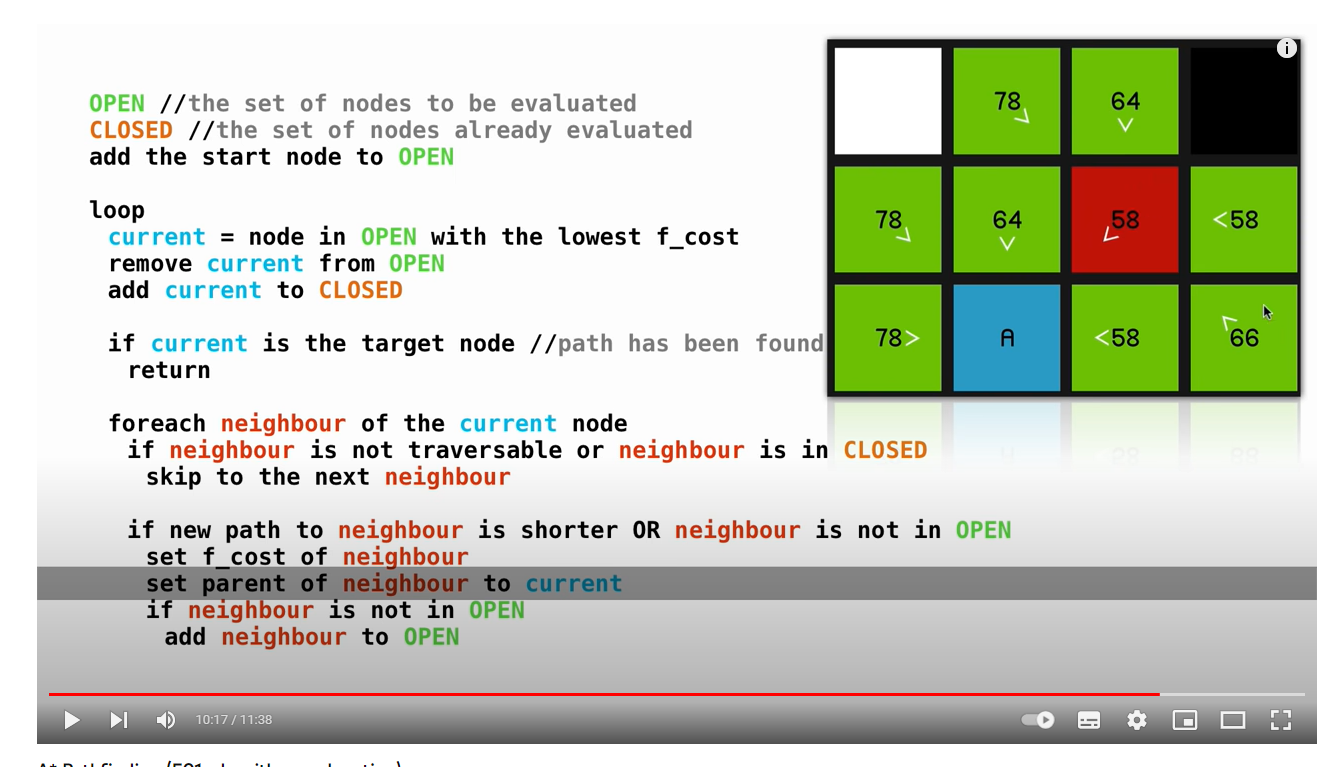 OPEN //the set of nodes to be evaluated
CLOSED //the set of nodes already evaluated
add the start node to OPEN
loop
current = node in OPEN with the lowest f_cost
remove current from OPEN
add current to CLOSED
if current is the target node //path has been found
return
foreach neighbour of the current node
if neighbour is not traversable or neighbour is in CLOSED
skip to the next neighbour
if new path to neighbour is shorter OR neighbour is not in OPEN
set f_cost of neighbour
set parent of neighbour to current
if neighbour is not in OPEN
add neighbour to OPEN
78 64
78 64 58 <58
78> A <58 66
10:17 / 11:38